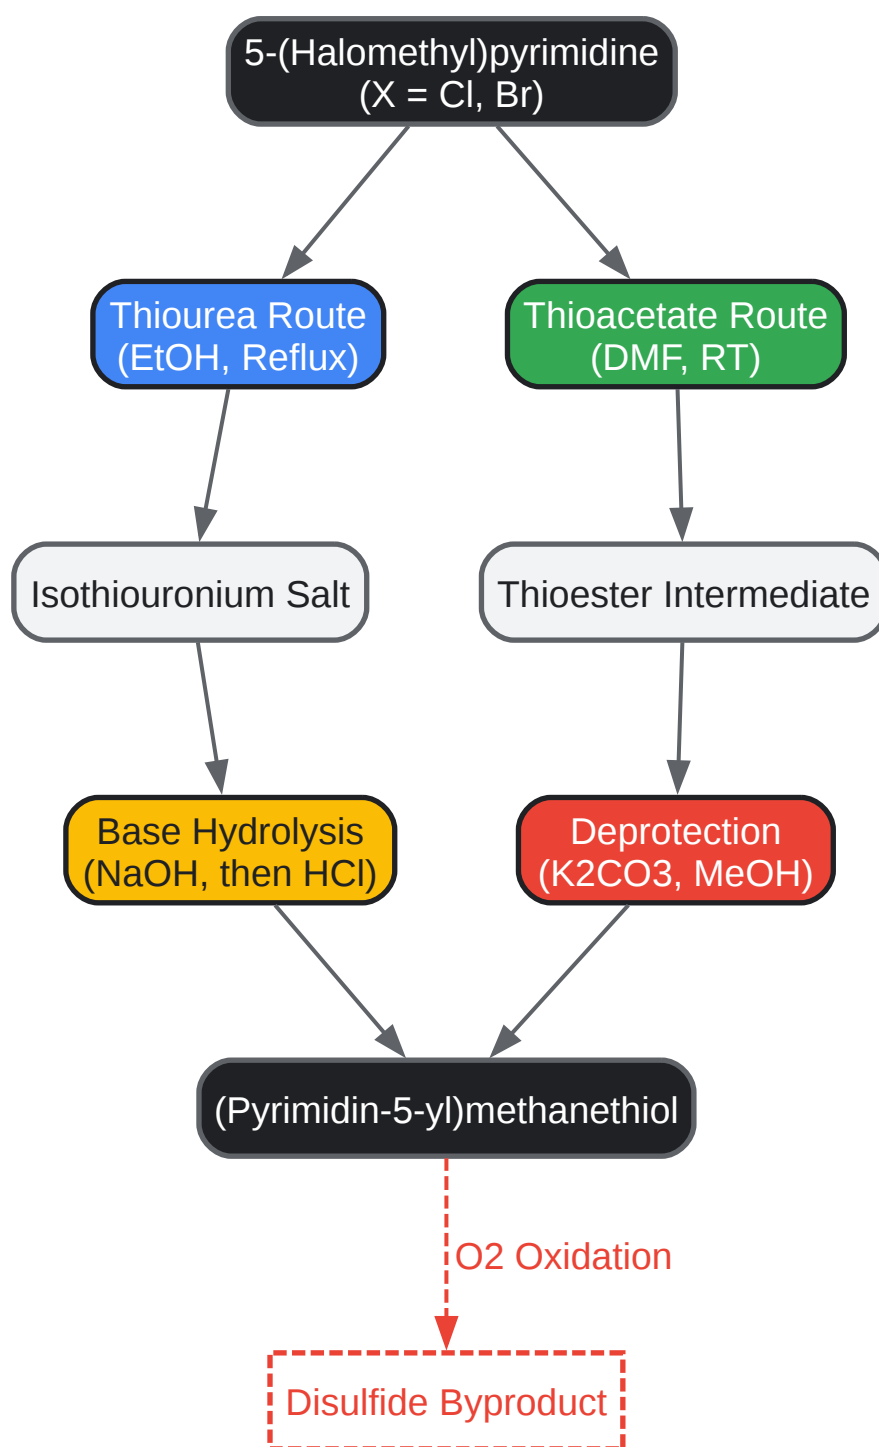 5-(Halomethyl)pyrimidine
(X = Cl, Br)
Thiourea Route
(EtOH, Reflux)
Thioacetate Route
(DMF, RT)
Isothiouronium Salt
Thioester Intermediate
Base Hydrolysis
(NaOH, then HCl)
Deprotection
(K2CO3, MeOH)
(Pyrimidin-5-yl)methanethiol
O2 Oxidation
Disulfide Byproduct